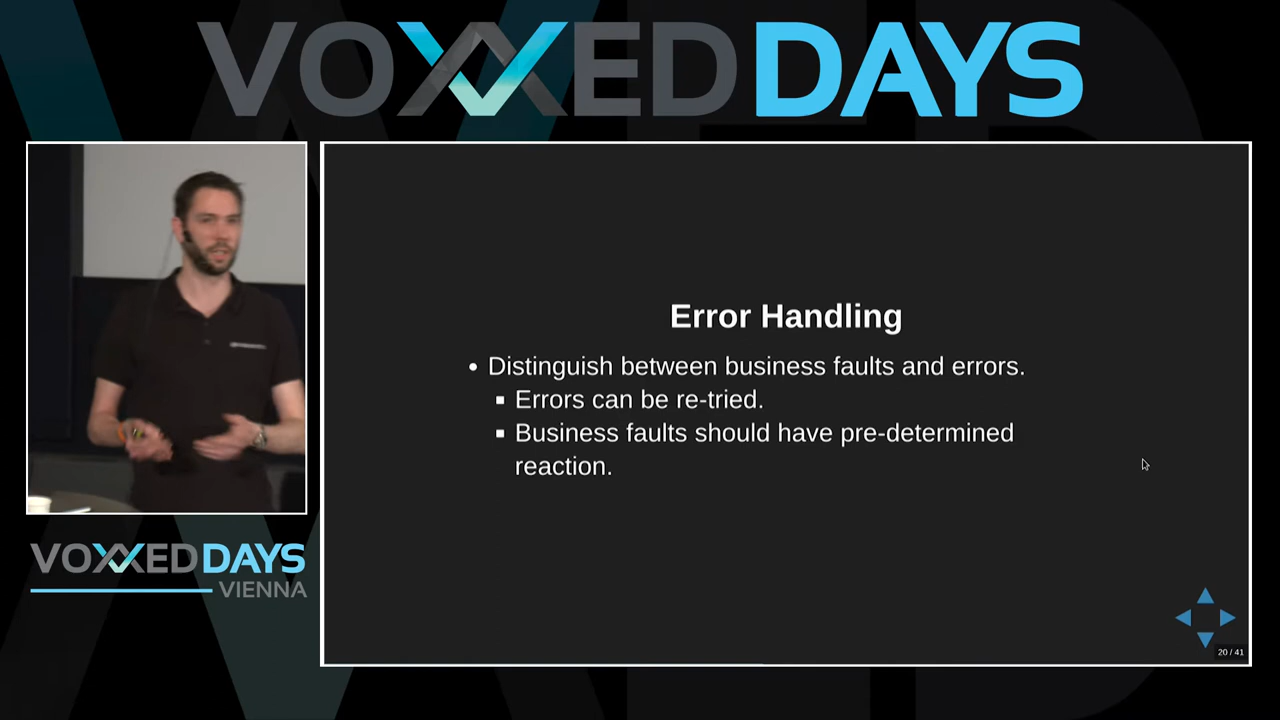 VOXXED DAYS
Error Handling
• Distinguish between business faults and errors.
▪ Errors can be re-tried.
▪ Business faults should have pre-determined
reaction.
VOXXED DAYS
VIENNA
20 / 41